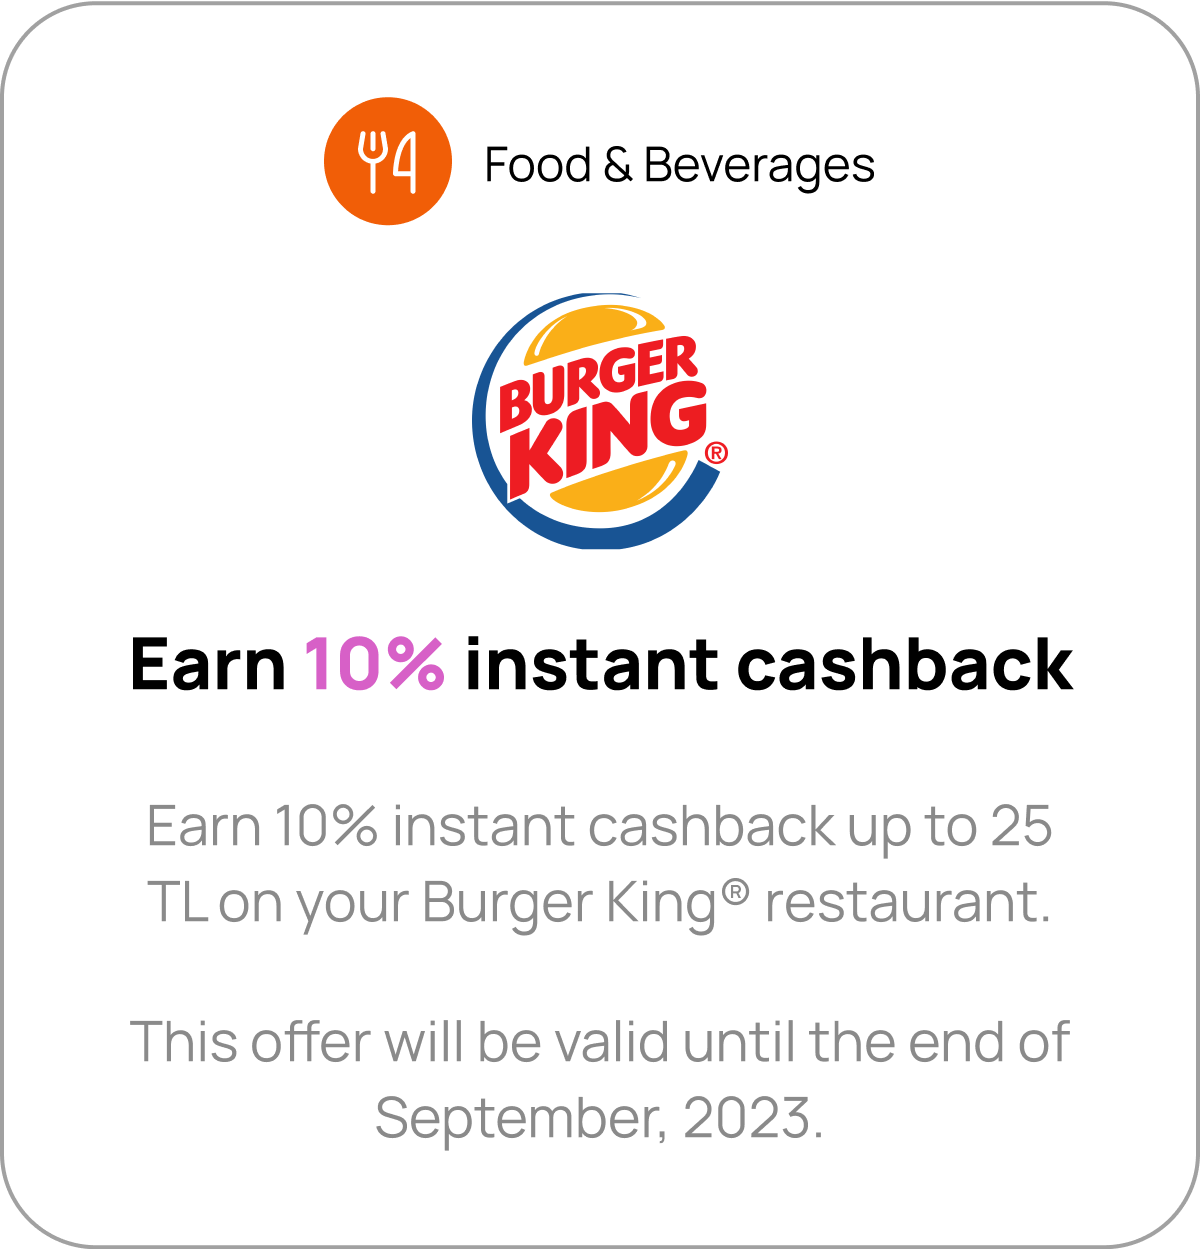 Food & Beverages
BURGER
KING®
Earn 10% instant cashback
Earn 10% instant cashback up to 25
TL on your Burger King® restaurant.
This offer will be valid until the end of
September, 2023.